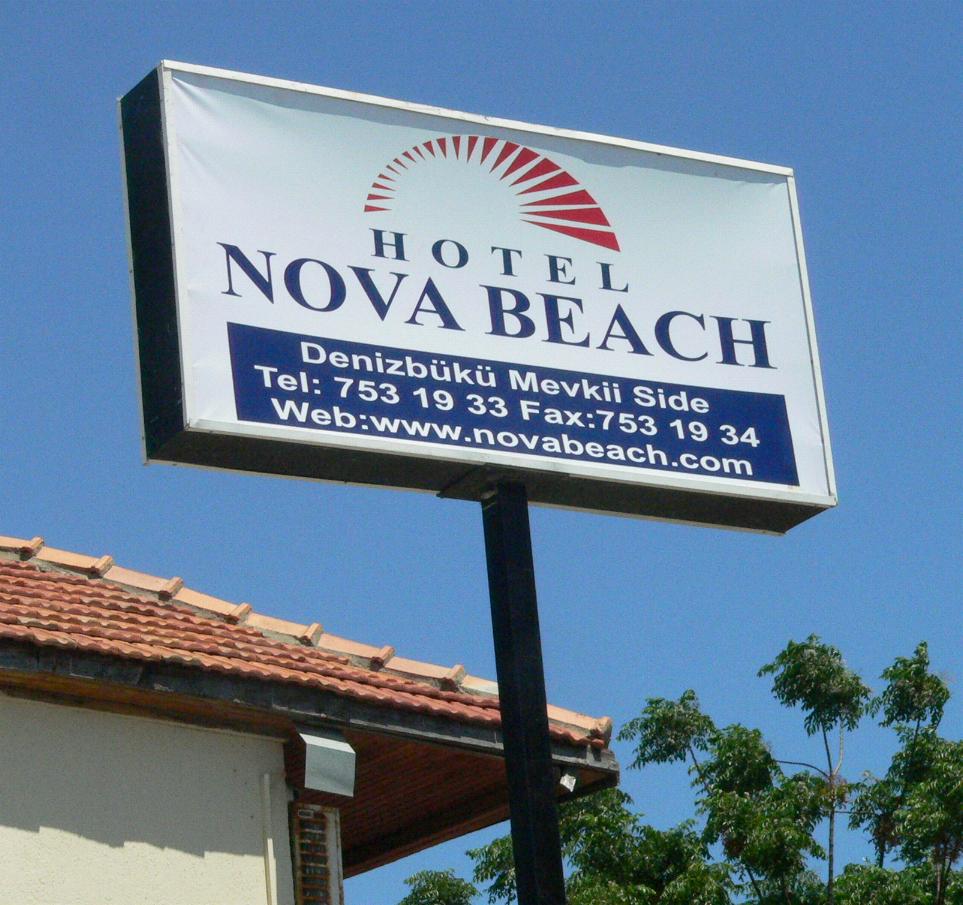 HOTEL
NOVA BEACH
Denizbükü Mevkii Side
Tel: 753 19 33 Fax:753 19 34
Web:www.novabeach.com